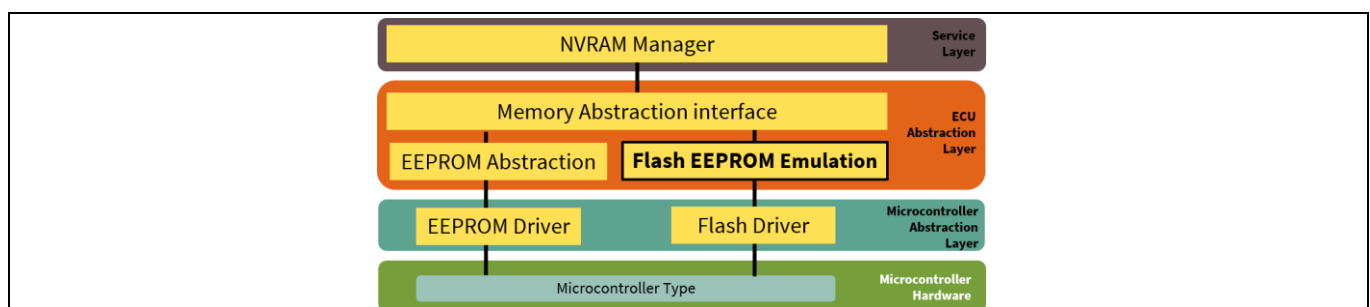 NVRAM Manager
Service
Layer
Memory Abstraction interface
ECU
Abstraction
Layer
EEPROM Abstraction
Flash EEPROM Emulation
EEPROM Driver
Flash Driver
Microcontroller
Abstraction
Layer
Microcontroller Type
Microcontroller
Hardware